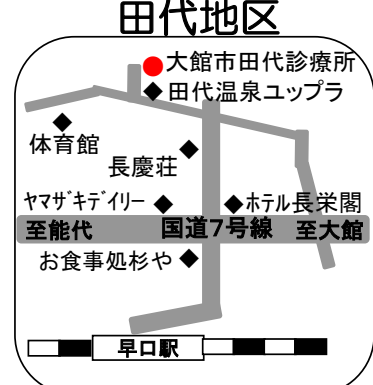 田代地区
大館市田代診療所
田代温泉ユップラ
体育館
長慶荘
ﾔﾏｻﾞｷﾃﾞｲﾘｰ
ホテル長栄閣
至能代 国道7号線 至大館
お食事処杉や
早口駅